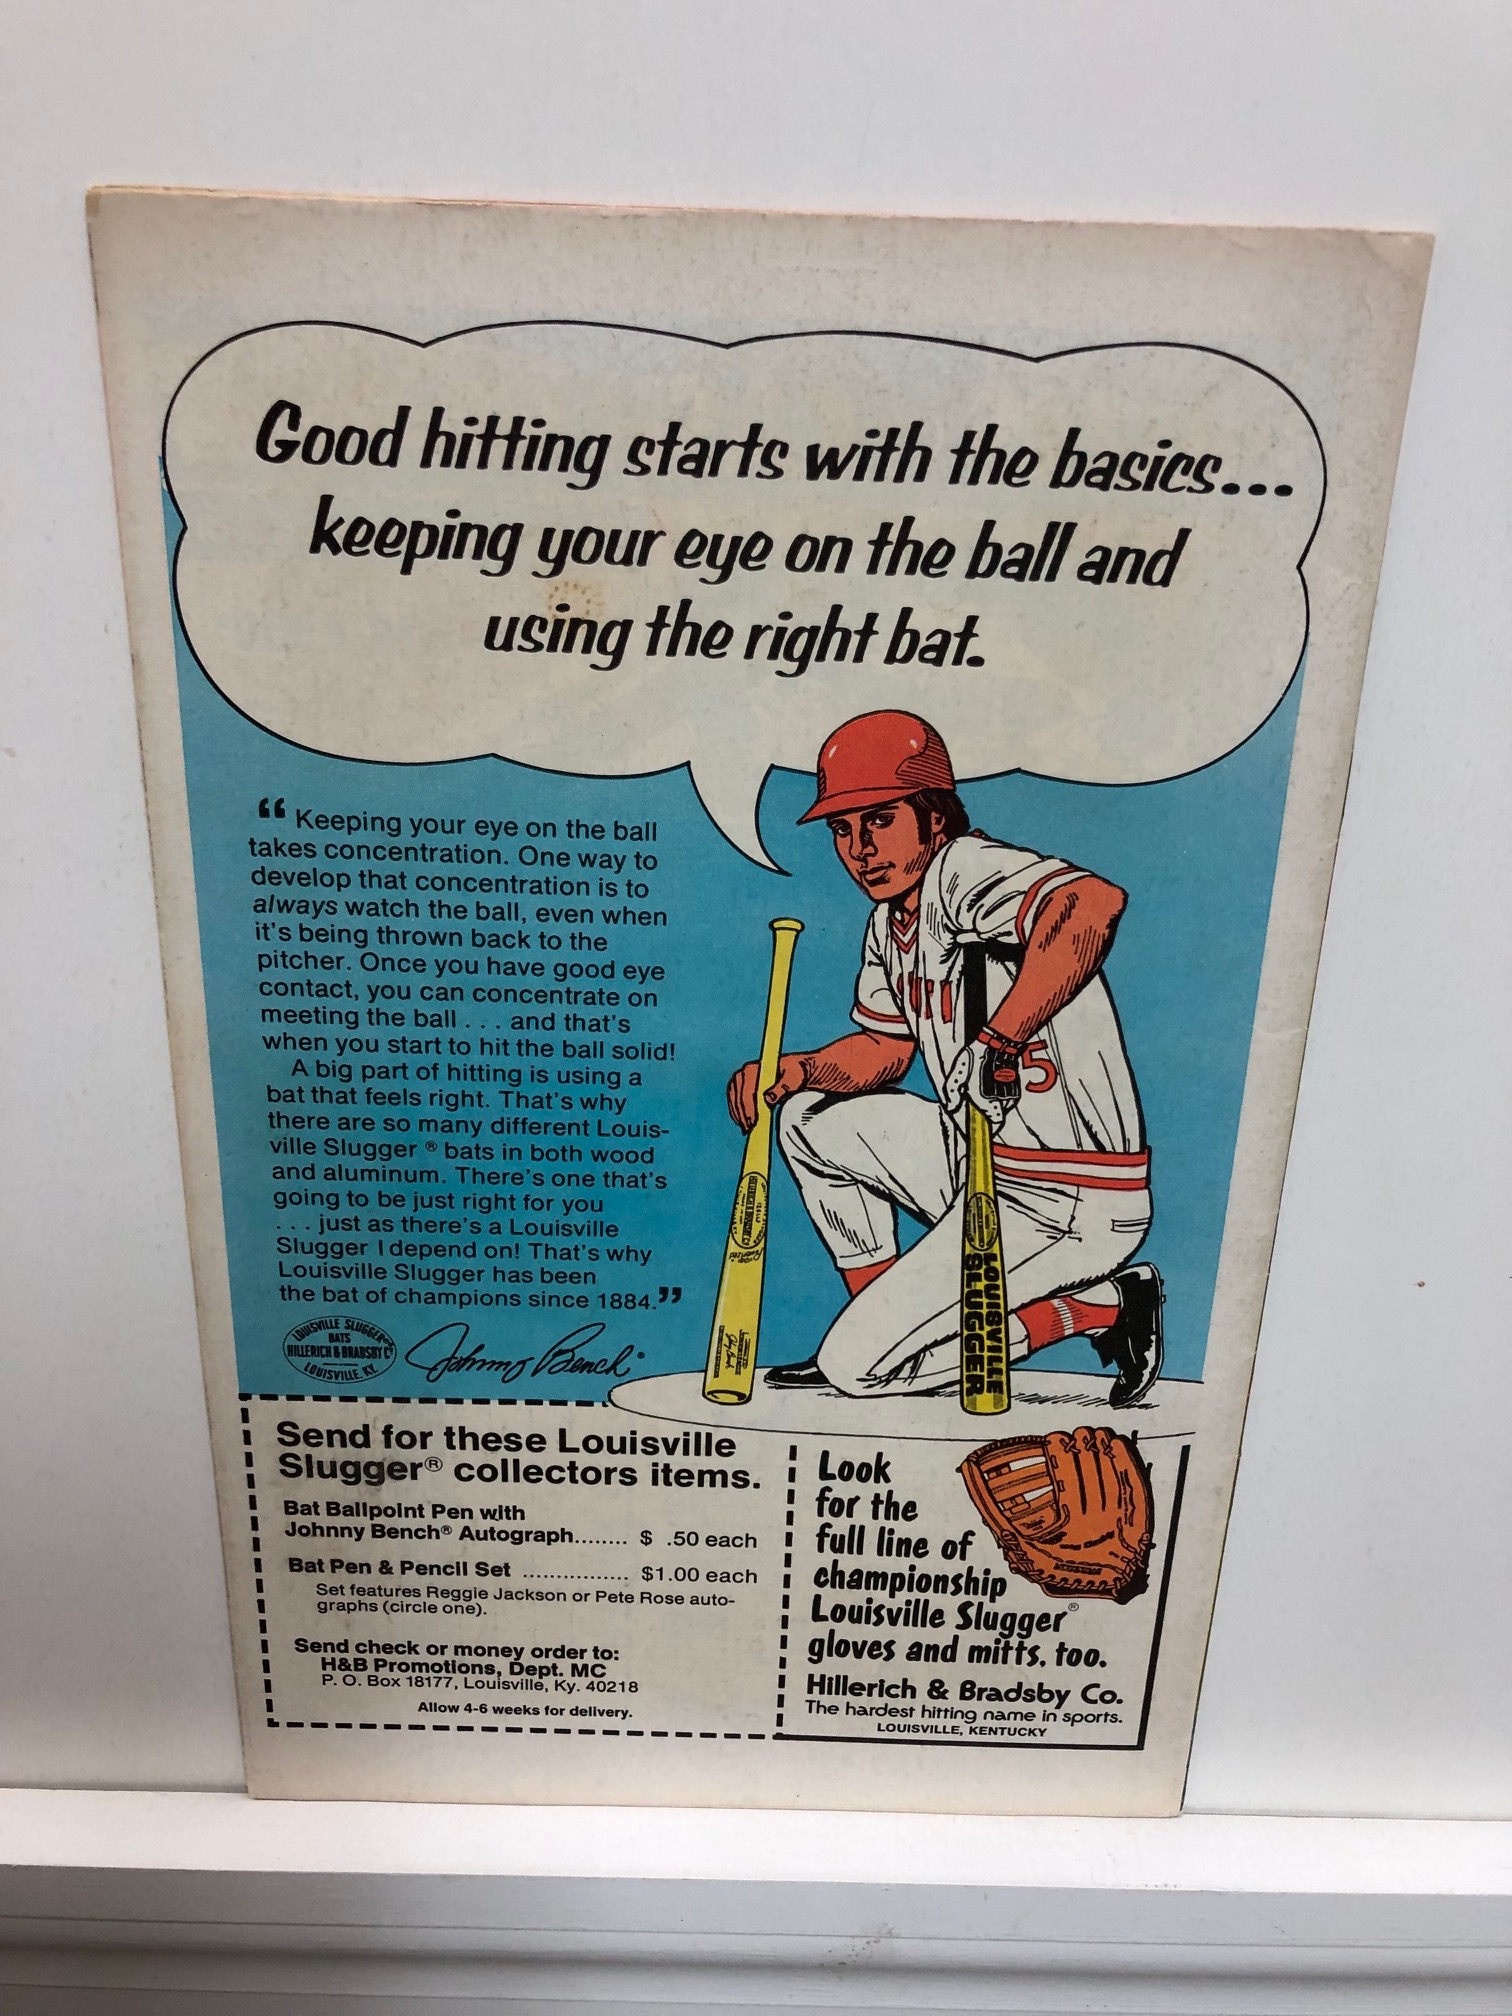 Good hitting starts with the basics...
keeping your eye on the ball and
using the right bat.
“Keeping your eye on the ball
takes concentration. One way to
develop that concentration is to
always watch the ball, even when
it's being thrown back to the
pitcher. Once you have good eye
contact, you can concentrate on
meeting the ball . . . and that's
when you start to hit the ball solid!
A big part of hitting is using a
bat that feels right. That's why
there are so many different Louis-
ville Slugger ® bats in both wood
and aluminum. There's one that's
going to be just right for you
. . . just as there's a Louisville
Slugger I depend on! That's why
Louisville Slugger has been
the bat of champions since 1884.”
LOUISVILLE SLUGGER
BATS
HILLERICH & BRADSBY Co
LOUISVILLE, KY.
Johnny Bench®
5
LOUISVILLE
SLUGGER
Send for these Louisville
Slugger® collectors items.
Bat Ballpoint Pen with
Johnny Bench® Autograph........ $ .50 each
Bat Pen & Pencil Set ................ $1.00 each
Set features Reggie Jackson or Pete Rose auto-
graphs (circle one).
Send check or money order to:
H&B Promotions, Dept. MC
P. O. Box 18177, Louisville, Ky. 40218
Allow 4-6 weeks for delivery.
Look
for the
full line of
championship
Louisville Slugger®
gloves and mitts, too.
Hillerich & Bradsby Co.
The hardest hitting name in sports.
LOUISVILLE, KENTUCKY